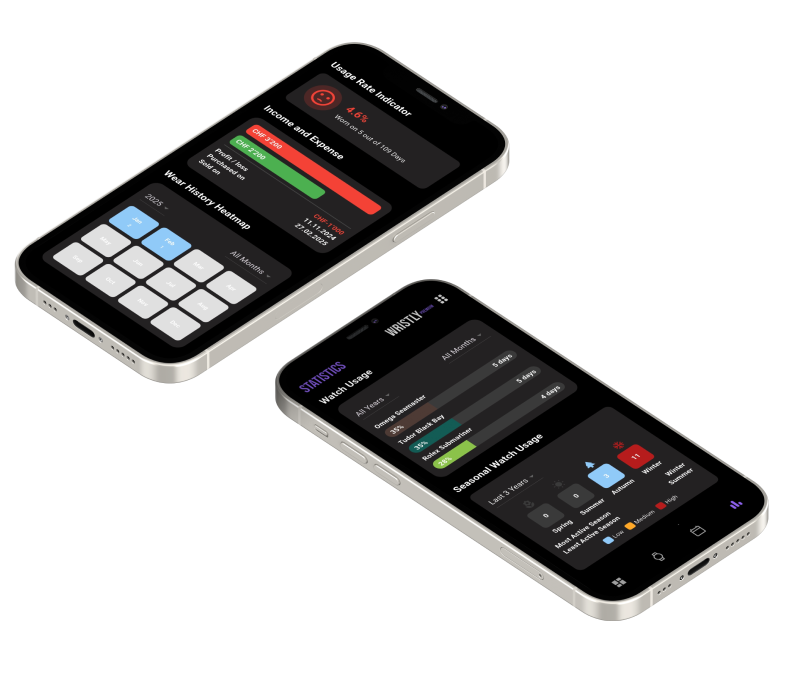 Usage Rate Indicator
4.6%
Worn on 5 out of 109 Days
Income and Expense
CHF 3'200
CHF 2'200
Profit / loss
CHF-1'000
Purchased on
11.11.2024
Sold on
27.02.2025
Wear History Heatmap
2025
All Months
Jan
Feb
Mar
Apr
May
Jun
Jul
Aug
Sep
Oct
Nov
Dec
WRISTLY
STATISTICS
Watch Usage
All Years
All Months
Omega Seamaster
35%
5 days
Tudor Black Bay
35%
5 days
Rolex Submariner
28%
4 days
Seasonal Watch Usage
Last 3 Years
0
0
3
11
Spring
Summer
Autumn
Winter
Most Active Season
Winter
Least Active Season
Summer
Low
Medium
High